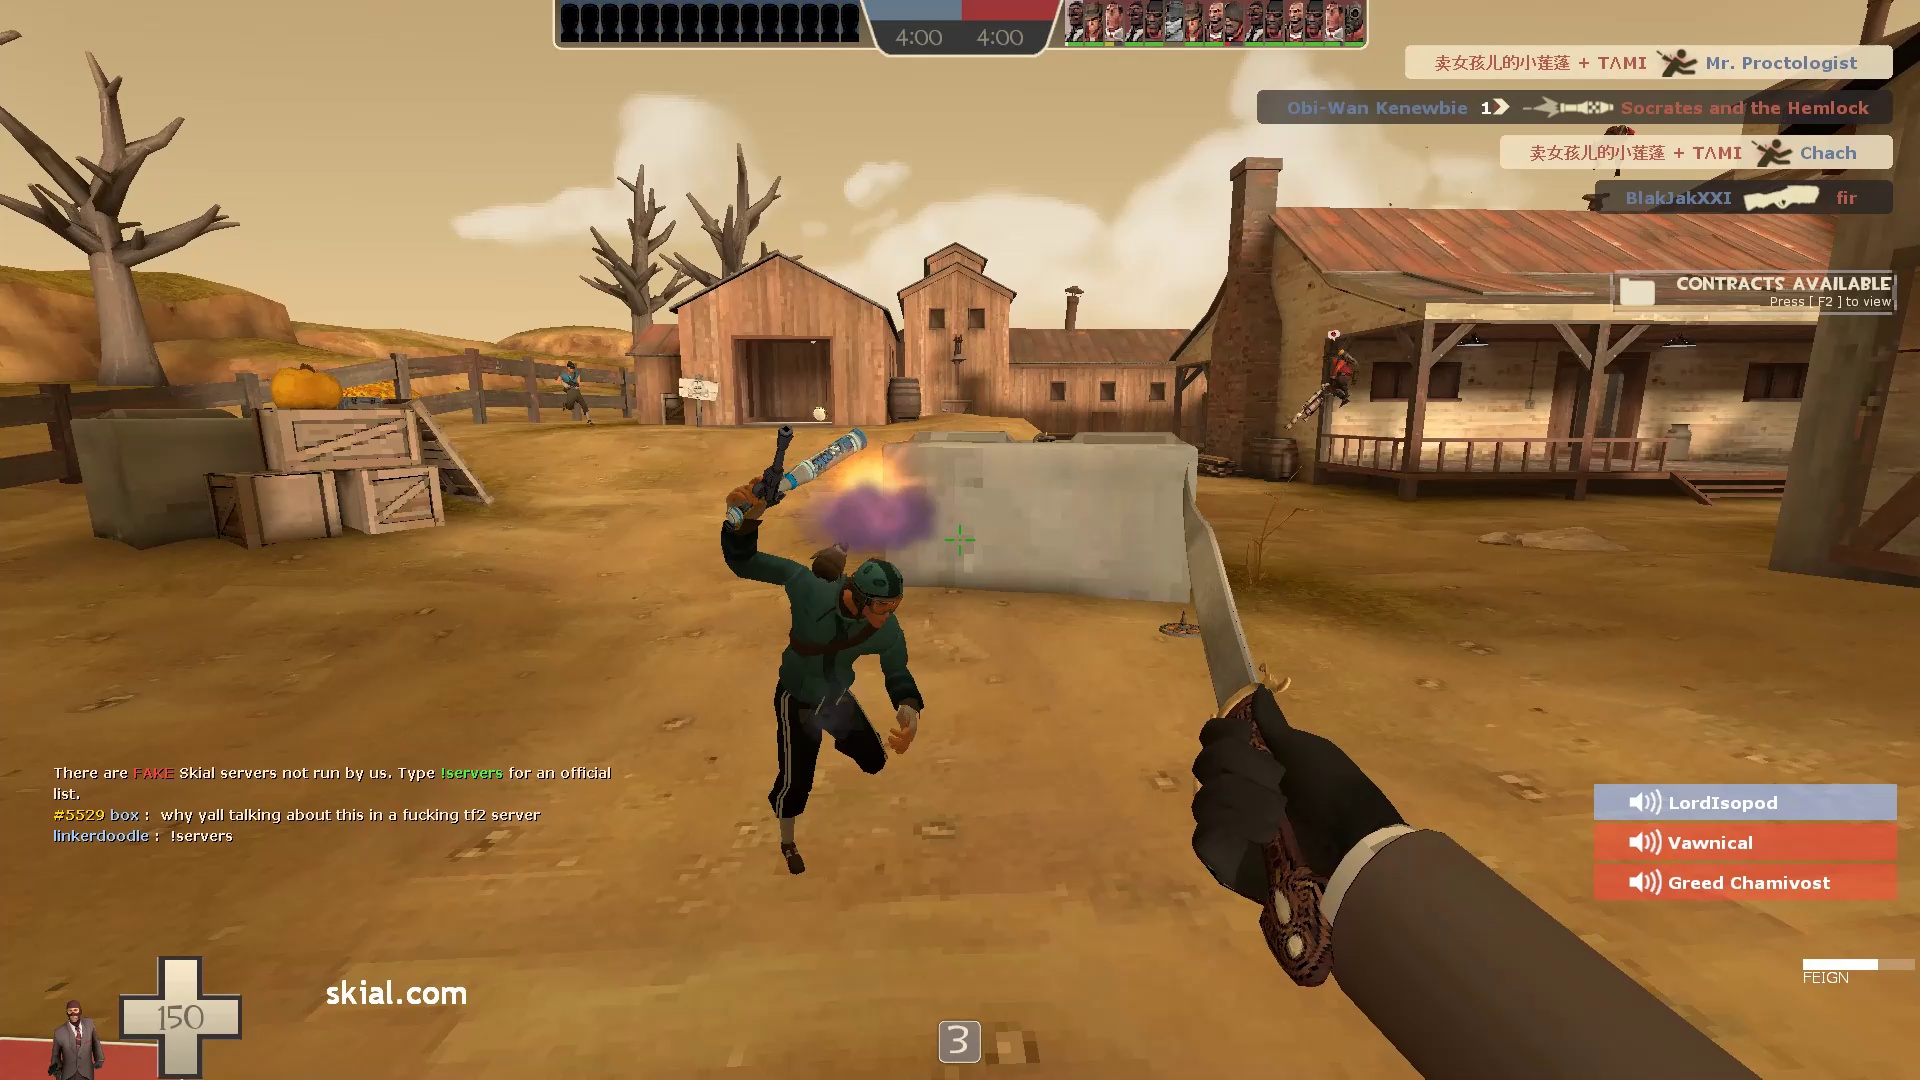 4:00 4:00
卖女孩儿的小莲蓬 + TΛMI Mr. Proctologist
Obi-Wan Kenewbie 1 Socrates and the Hemlock
卖女孩儿的小莲蓬 + TΛMI Chach
BlakJakXXI fir
CONTRACTS AVAILABLE
Press [ F2 ] to view
There are FAKE Skial servers not run by us. Type !servers for an official
list.
#5529 box : why yall talking about this in a fucking tf2 server
linkerdoodle : !servers
LordIsopod
Vawnical
Greed Chamivost
FEIGN
150
skial.com
3